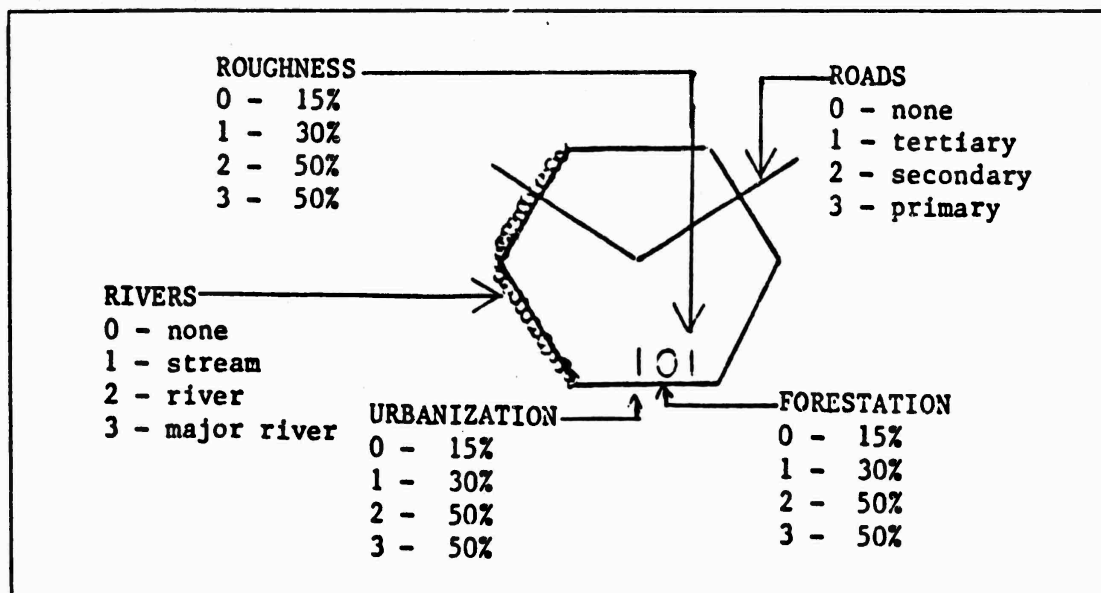 ROUGHNESS
0 - 15%
1 - 30%
2 - 50%
3 - 50%
ROADS
0 - none
1 - tertiary
2 - secondary
3 - primary
RIVERS
0 - none
1 - stream
2 - river
3 - major river
101
URBANIZATION
0 - 15%
1 - 30%
2 - 50%
3 - 50%
FORESTATION
0 - 15%
1 - 30%
2 - 50%
3 - 50%